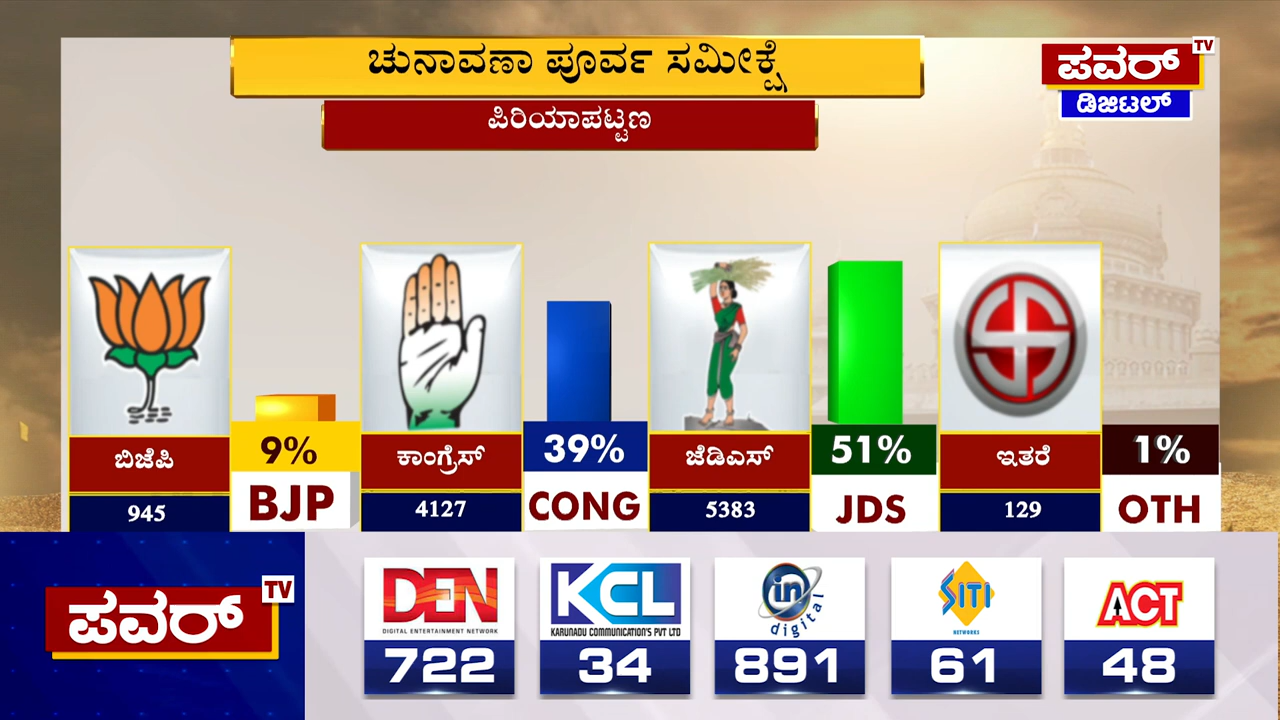 ಚುನಾವಣಾ ಪೂರ್ವ ಸಮೀಕ್ಷೆ
ಪಿರಿಯಾಪಟ್ಟಣ
ಪವರ್ TV
ಡಿಜಿಟಲ್
9%
39%
51%
1%
ಬಿಜೆಪಿ
ಕಾಂಗ್ರೆಸ್
ಜೆಡಿಎಸ್
ಇತರೆ
945
BJP
4127
CONG
5383
JDS
129
OTH
ಪವರ್ TV
DEN
DIGITAL ENTERTAINMENT NETWORK
722
KCL
KARUNADU COMMUNICATION'S PVT LTD
34
in
digital
891
SITI
NETWORKS
61
ACT
48